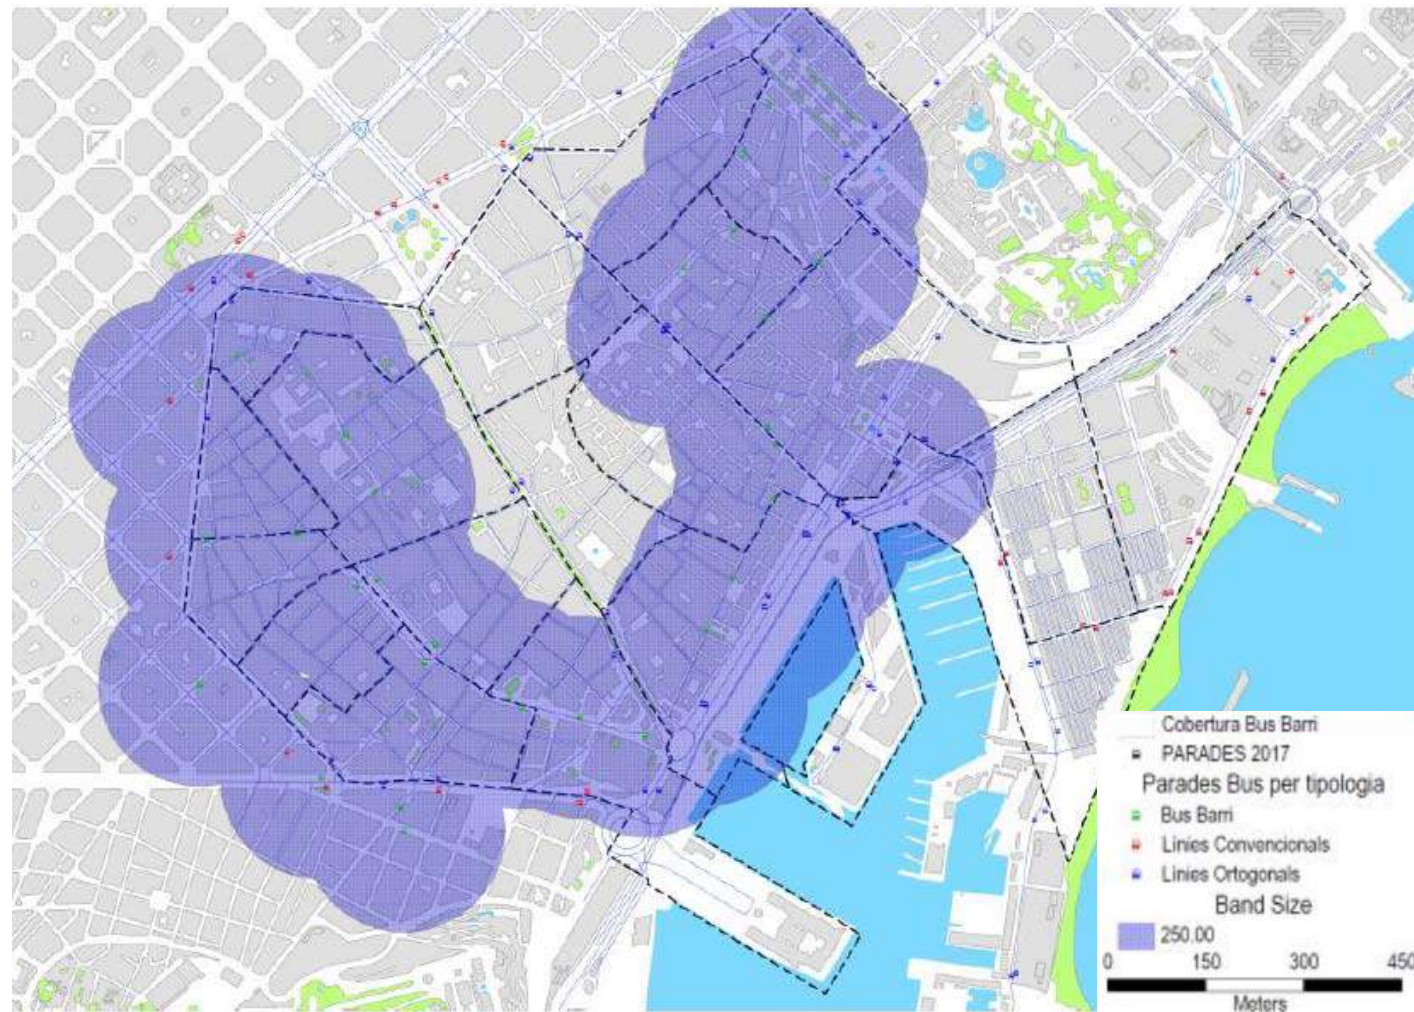 Cobertura Bus Barri
PARADES 2017
Parades Bus per tipologia
Bus Barri
Linies Convencionals
Linies Ortogonals
Band Size
250.00
0 150 300 450
Meters